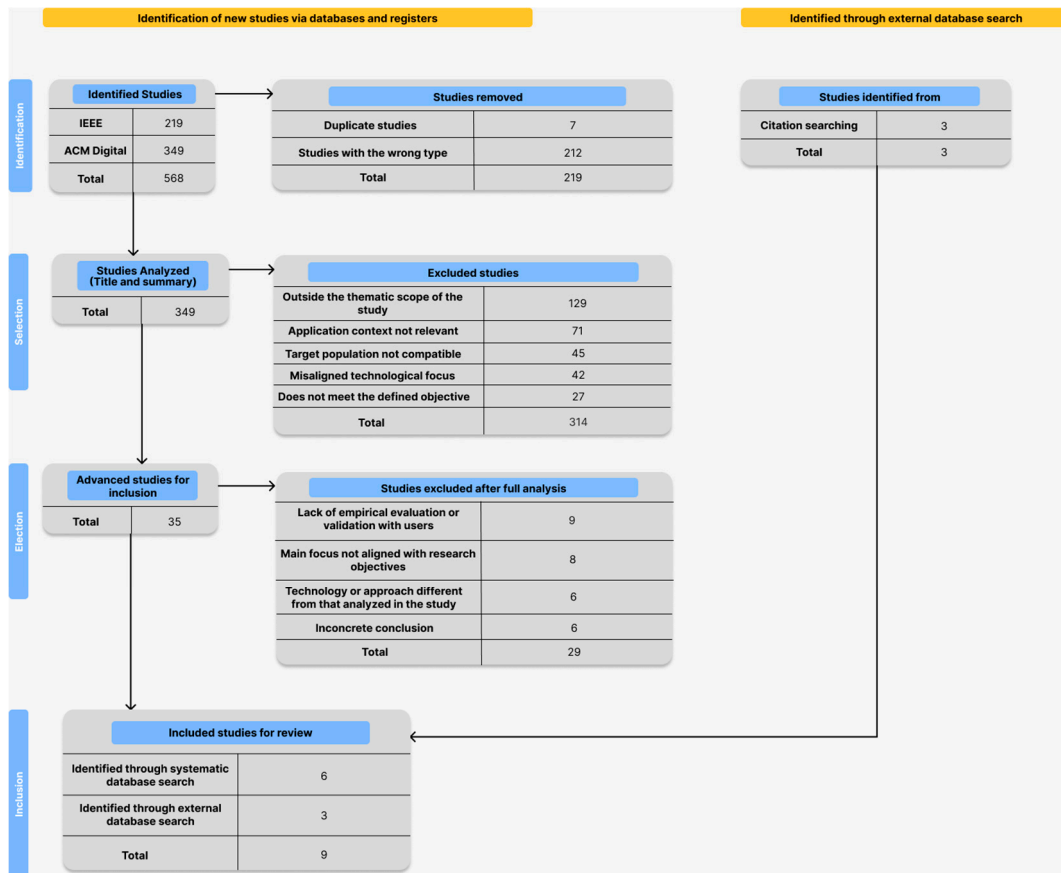 Identification of new studies via databases and registers
Identified through external database search
Identification
Identified Studies
IEEE 219
ACM Digital 349
Total 568
Studies removed
Duplicate studies 7
Studies with the wrong type 212
Total 219
Studies identified from
Citation searching 3
Total 3
Selection
Studies Analyzed
(Title and summary)
Total 349
Excluded studies
Outside the thematic scope of the
study 129
Application context not relevant 71
Target population not compatible 45
Misaligned technological focus 42
Does not meet the defined objective 27
Total 314
Election
Advanced studies for
inclusion
Total 35
Studies excluded after full analysis
Lack of empirical evaluation or
validation with users 9
Main focus not aligned with research
objectives 8
Technology or approach different
from that analyzed in the study 6
Inconcrete conclusion 6
Total 29
Inclusion
Included studies for review
Identified through systematic
database search 6
Identified through external
database search 3
Total 9